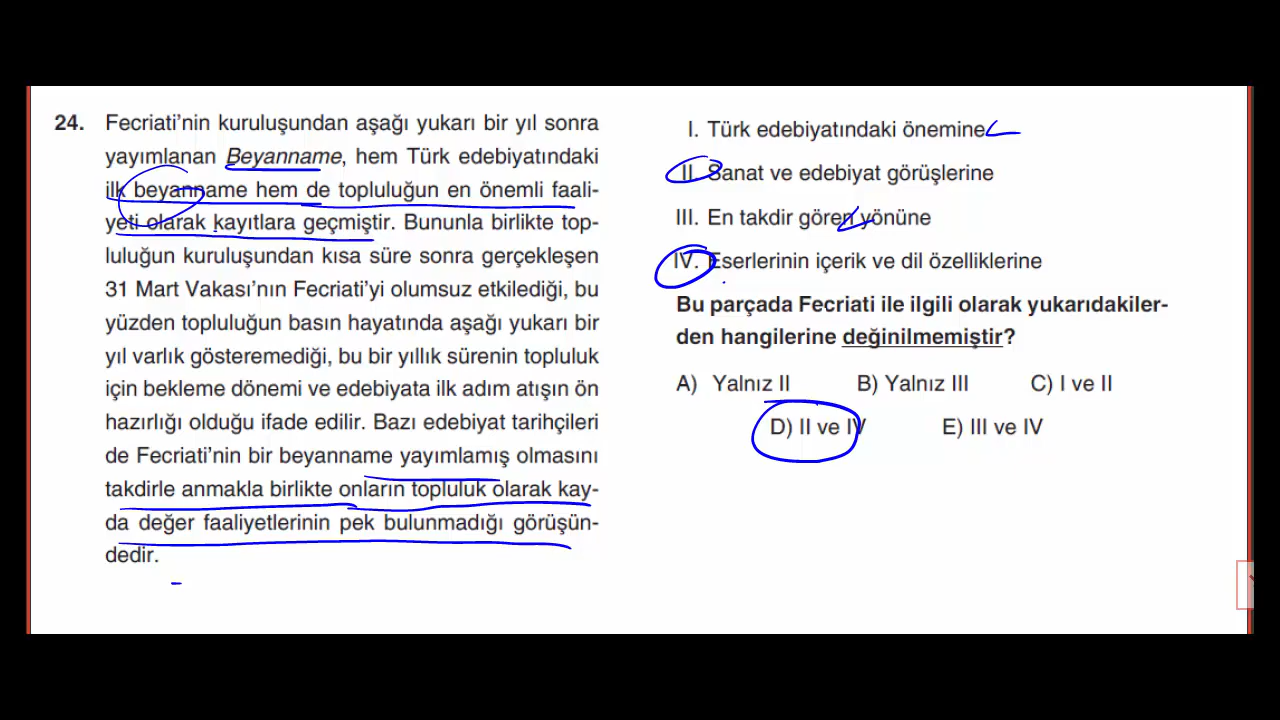 24. Fecriati’nin kuruluşundan aşağı yukarı bir yıl sonra
yayımlanan Beyanname, hem Türk edebiyatındaki
ilk beyanname hem de topluluğun en önemli faali-
yeti olarak kayıtlara geçmiştir. Bununla birlikte top-
luluğun kuruluşundan kısa süre sonra gerçekleşen
31 Mart Vakası’nın Fecriati’yi olumsuz etkilediği, bu
yüzden topluluğun basın hayatında aşağı yukarı bir
yıl varlık gösteremediği, bu bir yıllık sürenin topluluk
için bekleme dönemi ve edebiyata ilk adım atışın ön
hazırlığı olduğu ifade edilir. Bazı edebiyat tarihçileri
de Fecriati’nin bir beyanname yayımlamış olmasını
takdirle anmakla birlikte onların topluluk olarak kay-
da değer faaliyetlerinin pek bulunmadığı görüşün-
dedir.
I. Türk edebiyatındaki önemine
II. Sanat ve edebiyat görüşlerine
III. En takdir gören yönüne
IV. Eserlerinin içerik ve dil özelliklerine
Bu parçada Fecriati ile ilgili olarak yukarıdakiler-
den hangilerine değinilmemiştir?
A) Yalnız II B) Yalnız III C) I ve II
D) II ve IV E) III ve IV